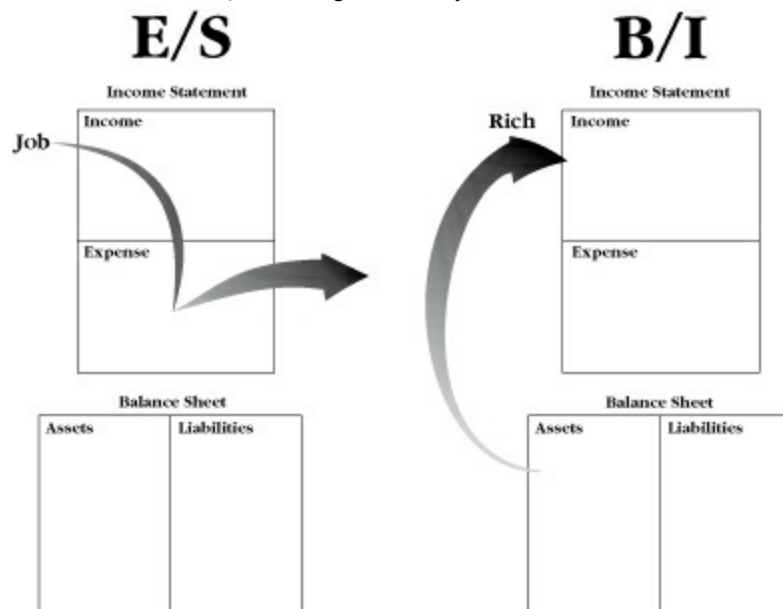 E/S
Income Statement
Income
Job
Expense
Balance Sheet
Assets
Liabilities
B/I
Income Statement
Rich
Income
Expense
Balance Sheet
Assets
Liabilities